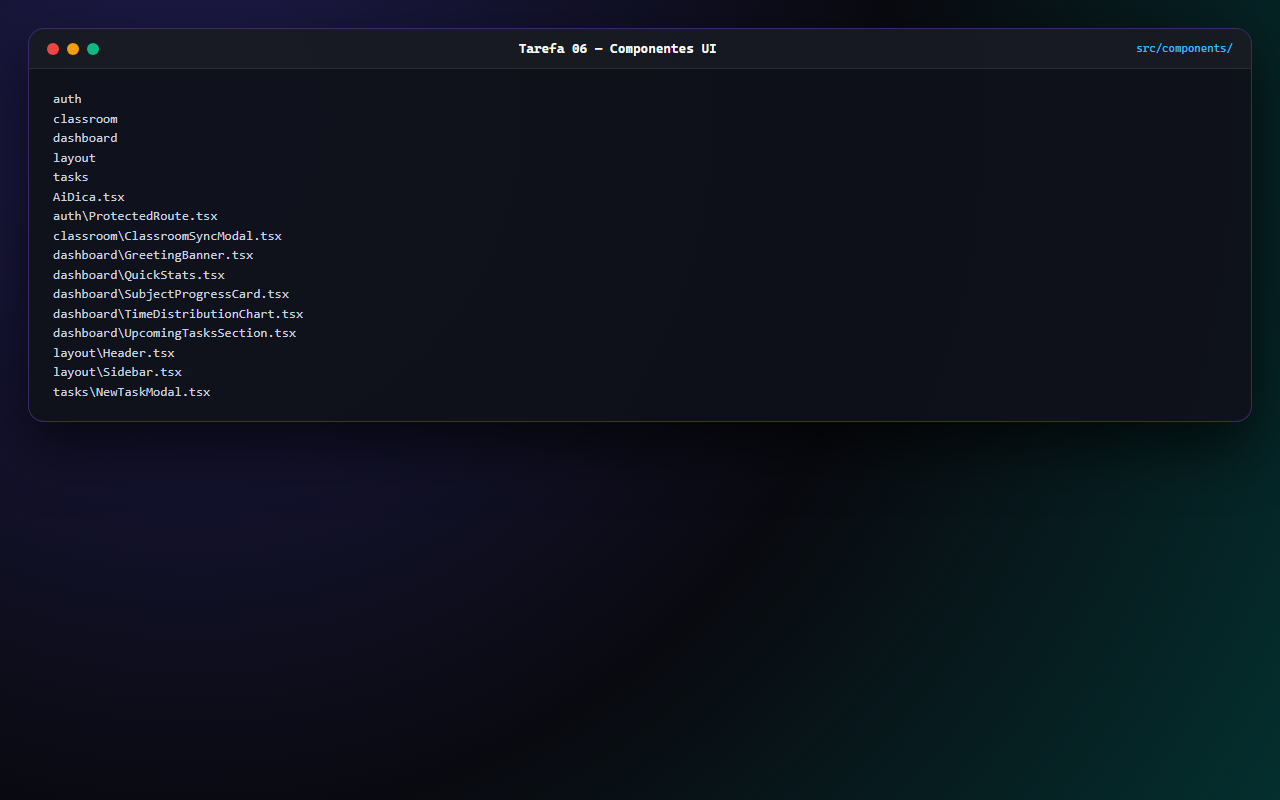 Tarefa 06 — Componentes UI
src/components/
auth
classroom
dashboard
layout
tasks
AiDica.tsx
auth\ProtectedRoute.tsx
classroom\ClassroomSyncModal.tsx
dashboard\GreetingBanner.tsx
dashboard\QuickStats.tsx
dashboard\SubjectProgressCard.tsx
dashboard\TimeDistributionChart.tsx
dashboard\UpcomingTasksSection.tsx
layout\Header.tsx
layout\Sidebar.tsx
tasks\NewTaskModal.tsx